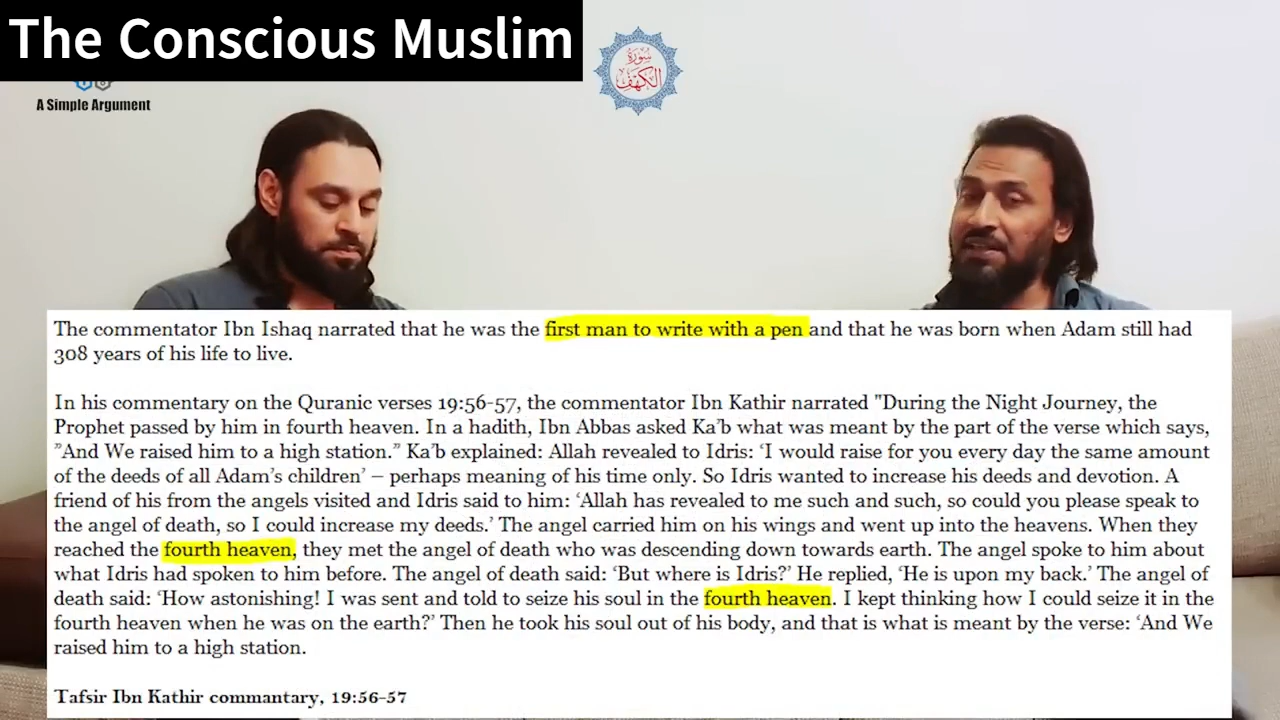 The Conscious Muslim
سورة
الكهف
A Simple Argument
The commentator Ibn Ishaq narrated that he was the first man to write with a pen and that he was born when Adam still had
308 years of his life to live.
In his commentary on the Quranic verses 19:56-57, the commentator Ibn Kathir narrated "During the Night Journey, the
Prophet passed by him in fourth heaven. In a hadith, Ibn Abbas asked Ka’b what was meant by the part of the verse which says,
”And We raised him to a high station.” Ka’b explained: Allah revealed to Idris: ‘I would raise for you every day the same amount
of the deeds of all Adam’s children’ – perhaps meaning of his time only. So Idris wanted to increase his deeds and devotion. A
friend of his from the angels visited and Idris said to him: ‘Allah has revealed to me such and such, so could you please speak to
the angel of death, so I could increase my deeds.’ The angel carried him on his wings and went up into the heavens. When they
reached the fourth heaven, they met the angel of death who was descending down towards earth. The angel spoke to him about
what Idris had spoken to him before. The angel of death said: ‘But where is Idris?’ He replied, ‘He is upon my back.’ The angel of
death said: ‘How astonishing! I was sent and told to seize his soul in the fourth heaven. I kept thinking how I could seize it in the
fourth heaven when he was on the earth?’ Then he took his soul out of his body, and that is what is meant by the verse: ‘And We
raised him to a high station.
Tafsir Ibn Kathir commantary, 19:56-57